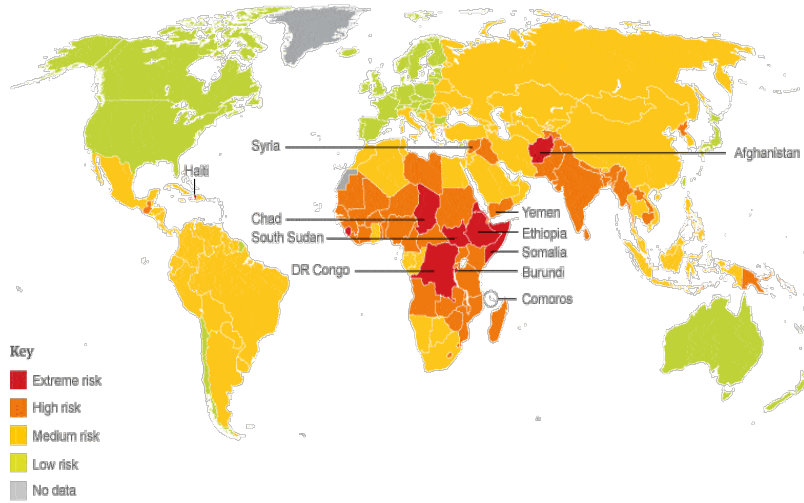 Syria
Afghanistan
Haiti
Chad
Yemen
South Sudan
Ethiopia
Somalia
DR Congo
Burundi
Comoros
Key
Extreme risk
High risk
Medium risk
Low risk
No data